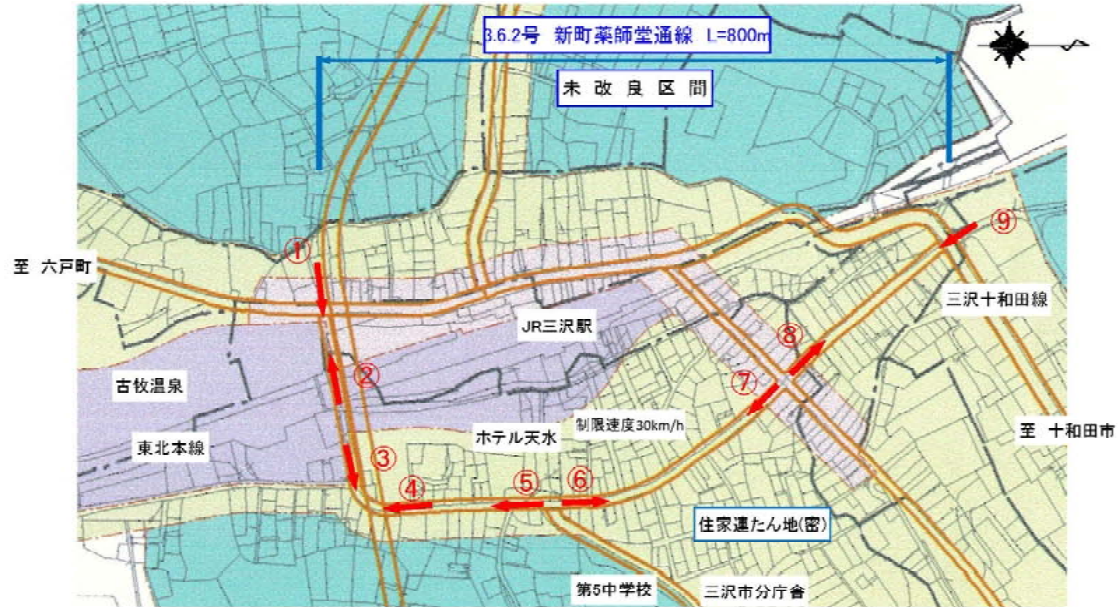 3.6.2号 新町薬師堂通線 L=800m
未改良区間
①
⑨
至 六戸町
三沢十和田線
JR三沢駅
⑧
②
⑦
古牧温泉
制限速度30km/h
ホテル天水
至 十和田市
東北本線
③
④
⑤
⑥
住家連たん地(密)
第5中学校
三沢市分庁舎